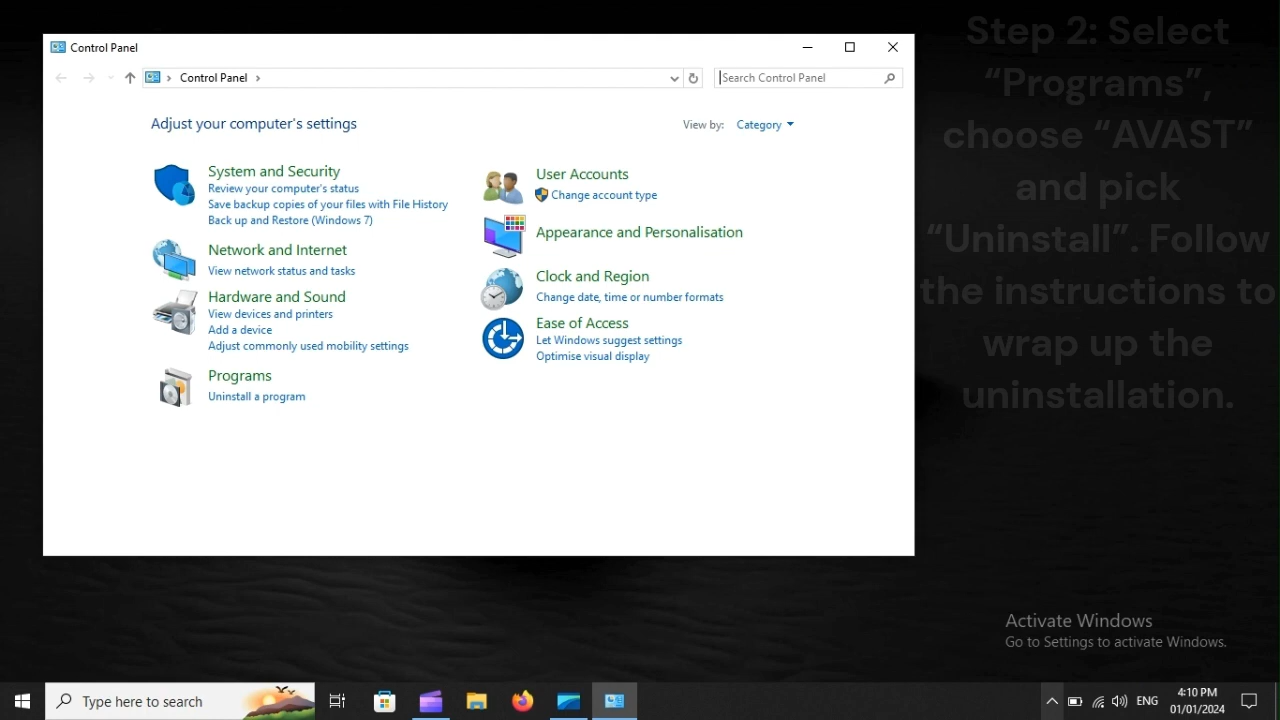 Control Panel
Control Panel
Search Control Panel
Adjust your computer's settings
View by: Category
System and Security
Review your computer's status
Save backup copies of your files with File History
Back up and Restore (Windows 7)
Network and Internet
View network status and tasks
Hardware and Sound
View devices and printers
Add a device
Adjust commonly used mobility settings
Programs
Uninstall a program
User Accounts
Change account type
Appearance and Personalisation
Clock and Region
Change date, time or number formats
Ease of Access
Let Windows suggest settings
Optimise visual display
Step 2: Select
“Programs”,
choose “AVAST”
and pick
“Uninstall”. Follow
the instructions to
wrap up the
uninstallation.
Activate Windows
Go to Settings to activate Windows.
Type here to search
ENG
4:10 PM
01/01/2024